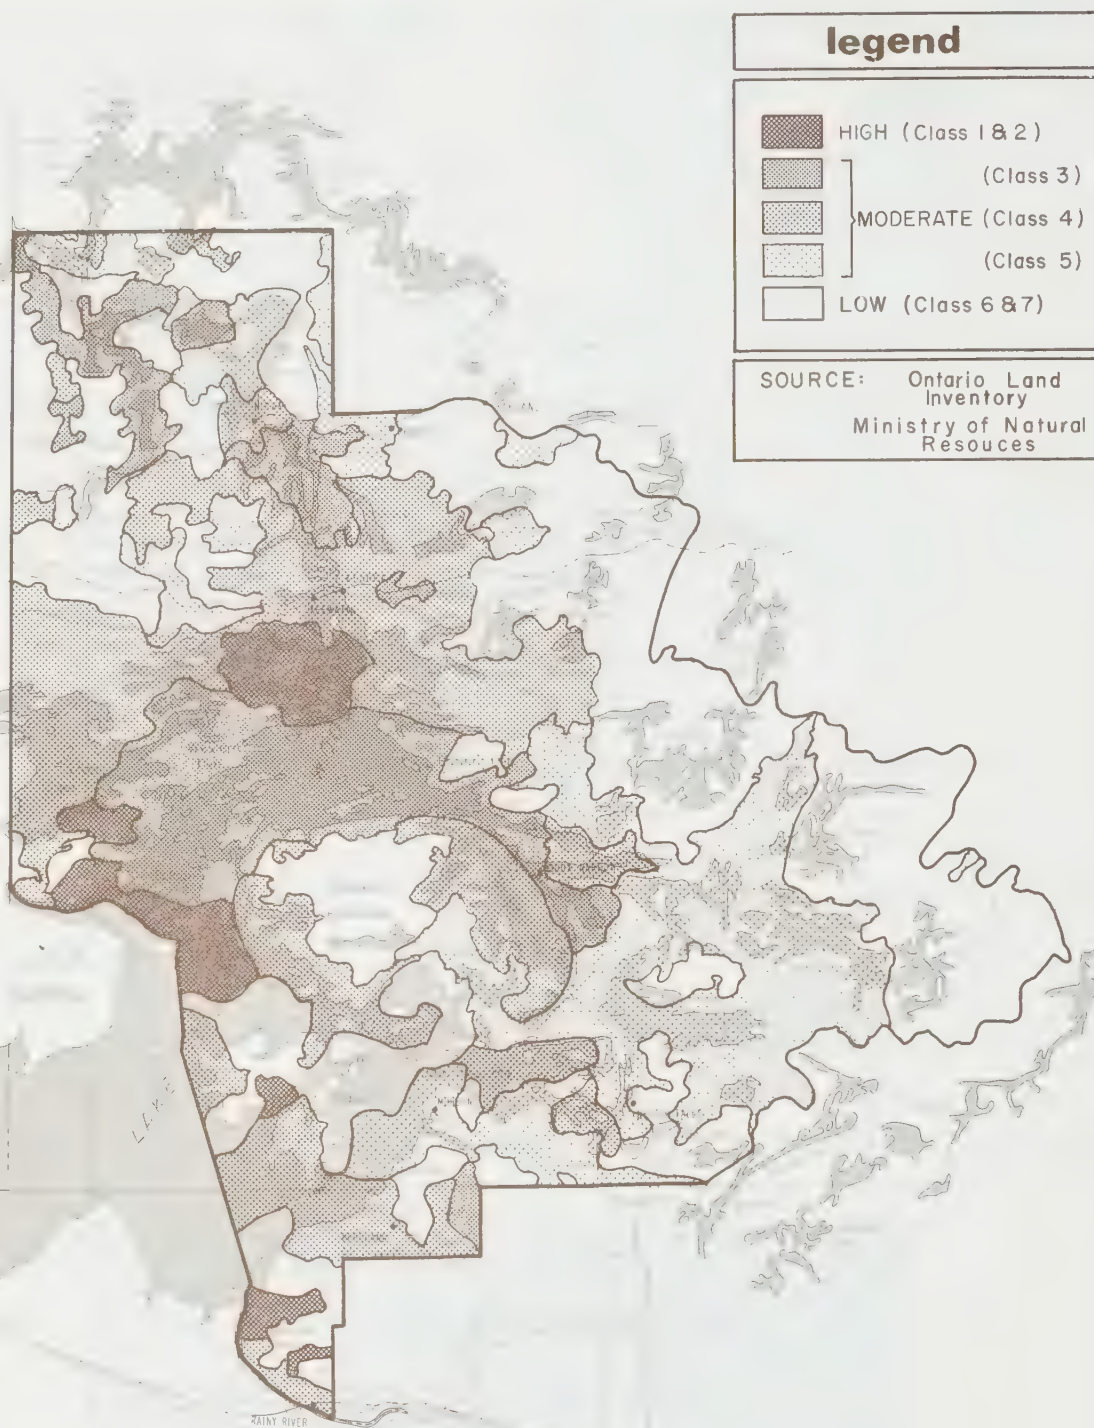 legend
HIGH (Class 1 & 2)
(Class 3)
MODERATE (Class 4)
(Class 5)
LOW (Class 6 & 7)
SOURCE: Ontario Land
Inventory
Ministry of Natural
Resouces
LAKE
RAINY RIVER